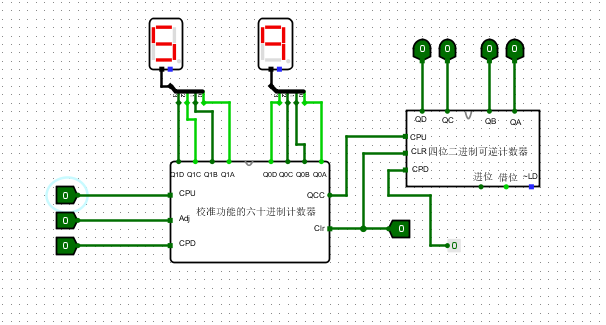 5 9
0 0 0 0
QD QC QB QA
CPU
CLR 四位二进制可逆计数器
CPD
进位 借位 ~LD
Q1D Q1C Q1B Q1A Q0D Q0C Q0B Q0A
0 CPU QCC
0 Adj 校准功能的六十进制计数器
Clr 0
0 CPD 0